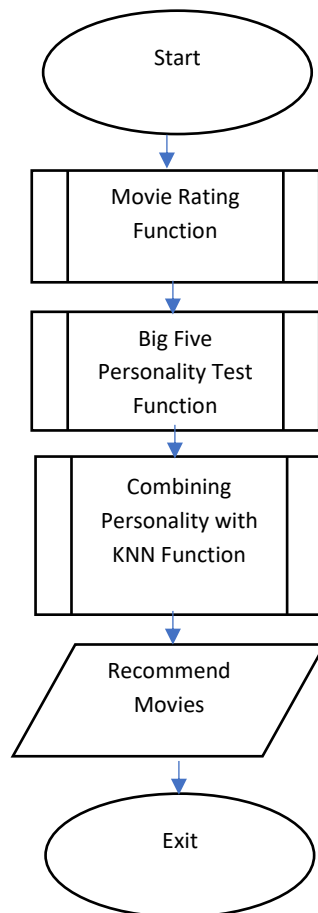 Start
Movie Rating
Function
Big Five
Personality Test
Function
Combining
Personality with
KNN Function
Recommend
Movies
Exit